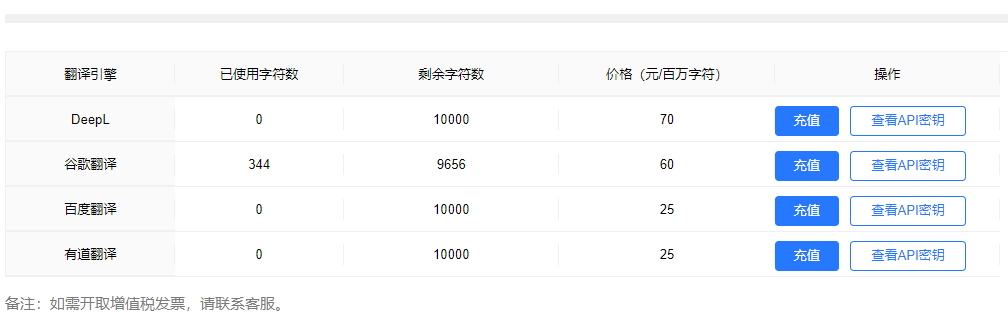 翻译引擎 已使用字符数 剩余字符数 价格（元/百万字符） 操作
DeepL 0 10000 70 充值 查看API密钥
谷歌翻译 344 9656 60 充值 查看API密钥
百度翻译 0 10000 25 充值 查看API密钥
有道翻译 0 10000 25 充值 查看API密钥
备注：如需开取增值税发票，请联系客服。